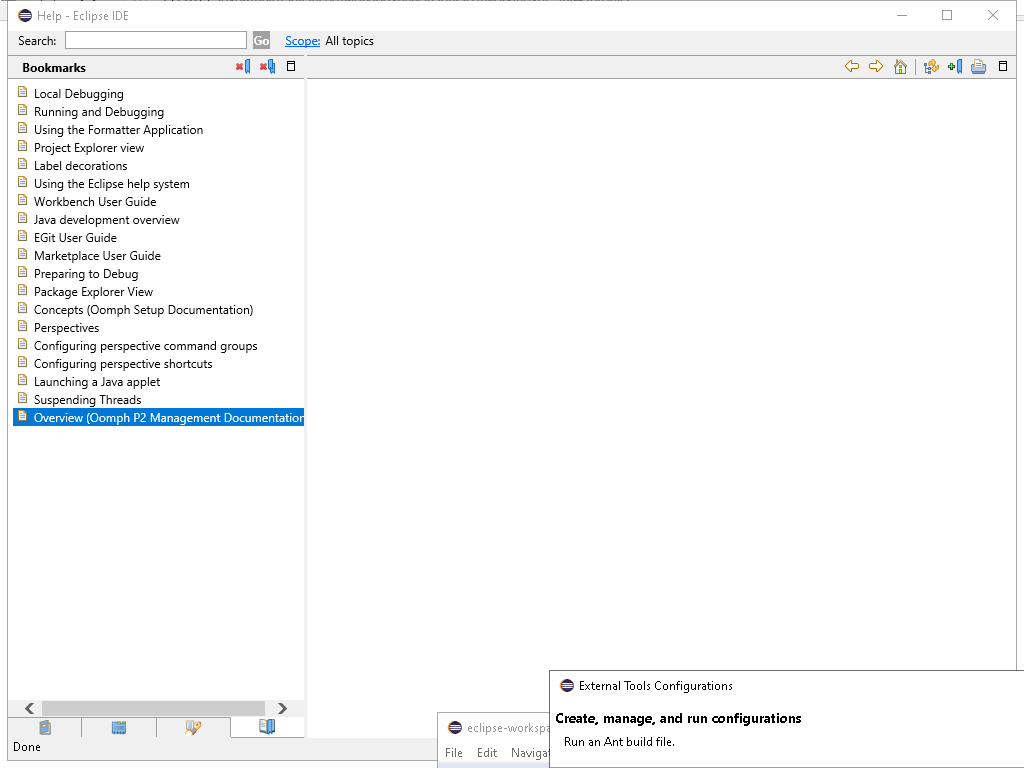 Help - Eclipse IDE
Search:
Go
Scope: All topics
Bookmarks
Local Debugging
Running and Debugging
Using the Formatter Application
Project Explorer view
Label decorations
Using the Eclipse help system
Workbench User Guide
Java development overview
EGit User Guide
Marketplace User Guide
Preparing to Debug
Package Explorer View
Concepts (Oomph Setup Documentation)
Perspectives
Configuring perspective command groups
Configuring perspective shortcuts
Launching a Java applet
Suspending Threads
Overview (Oomph P2 Management Documentation
Done
eclipse-workspa
File Edit Navigat
External Tools Configurations
Create, manage, and run configurations
Run an Ant build file.